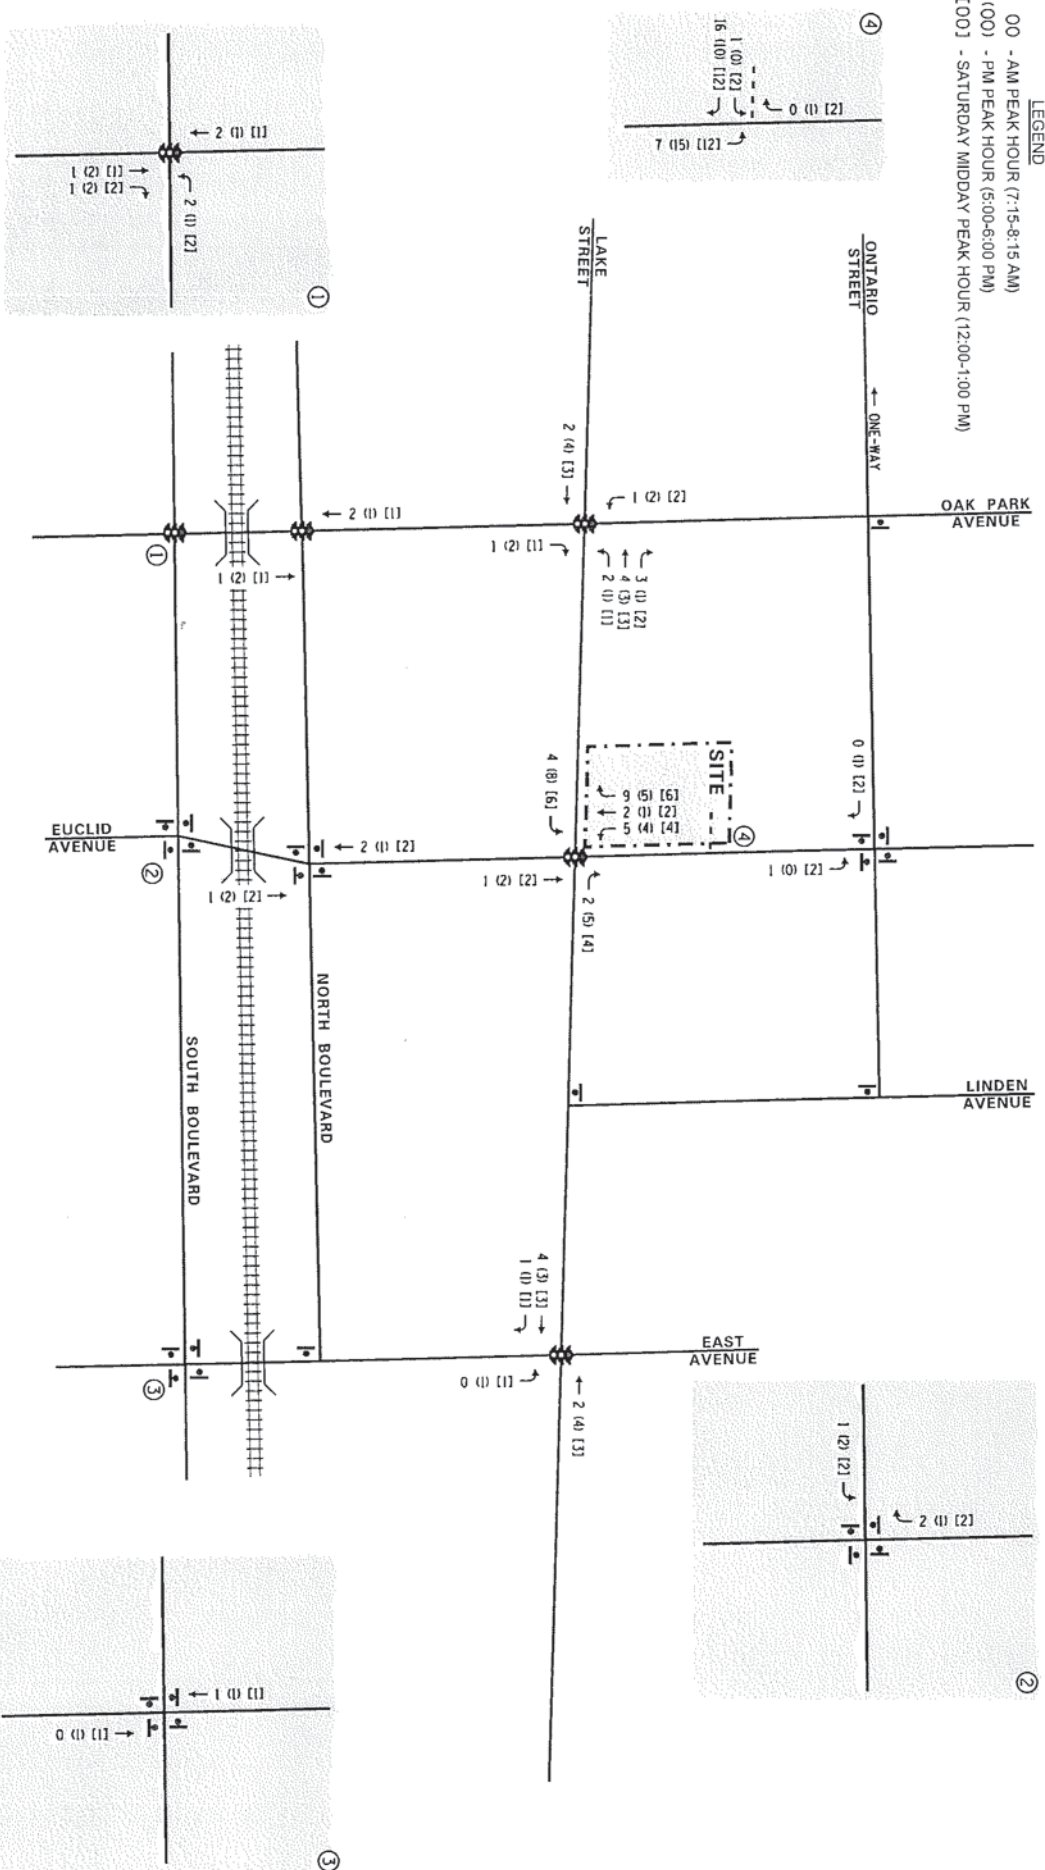 LEGEND
00 - AM PEAK HOUR (7:15-8:15 AM)
(00) - PM PEAK HOUR (5:00-6:00 PM)
[00] - SATURDAY MIDDAY PEAK HOUR (12:00-1:00 PM)
4
1 (0) [2]
16 (10) [12]
0 (1) [2]
7 (15) [12]
2 (1) [1]
1 (2) [1]
1 (2) [2]
2 (1) [2]
1
LAKE
STREET
ONTARIO
STREET
ONE-WAY
OAK PARK
AVENUE
2 (4) [3]
1 (2) [2]
1 (2) [1]
3 (1) [2]
4 (3) [3]
2 (1) [1]
2 (1) [1]
1 (2) [1]
1
SITE
9 (5) [6]
2 (1) [2]
5 (4) [4]
4
0 (1) [2]
1 (0) [2]
4 (8) [6]
1 (2) [2]
2 (5) [4]
EUCLID
AVENUE
2 (1) [2]
1 (2) [2]
2
NORTH BOULEVARD
SOUTH BOULEVARD
LINDEN
AVENUE
4 (3) [3]
1 (1) [1]
0 (1) [1]
2 (4) [3]
EAST
AVENUE
3
1 (2) [2]
2 (1) [2]
2
1 (1) [1]
0 (1) [1]
3